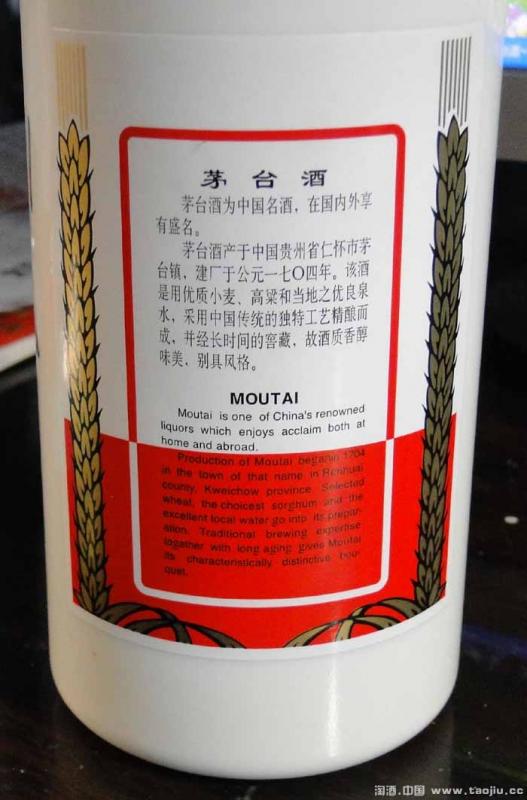 茅台酒
茅台酒为中国名酒，在国内外享
有盛名。
茅台酒产于中国贵州省仁怀市茅
台镇，建厂于公元一七〇四年。该酒
是用优质小麦、高粱和当地之优良泉
水，采用中国传统的独特工艺精酿而
成，并经长时间的窖藏，故酒质香醇
味美、别具风格。
MOUTAI
Moutai is one of China's renowned
liquors which enjoys acclaim both at
home and abroad.
Production of Moutai began in 1704
in the town of that name in Renhuai
county, Kweichow province. Selected
wheat, the choicest sorghum and the
excellent local water go into its prepar-
ation. Traditional brewing expertise
together with long aging gives Moutai
its characteristically distinctive bou-
quet.
淘酒.中国 www.taojiu.cc